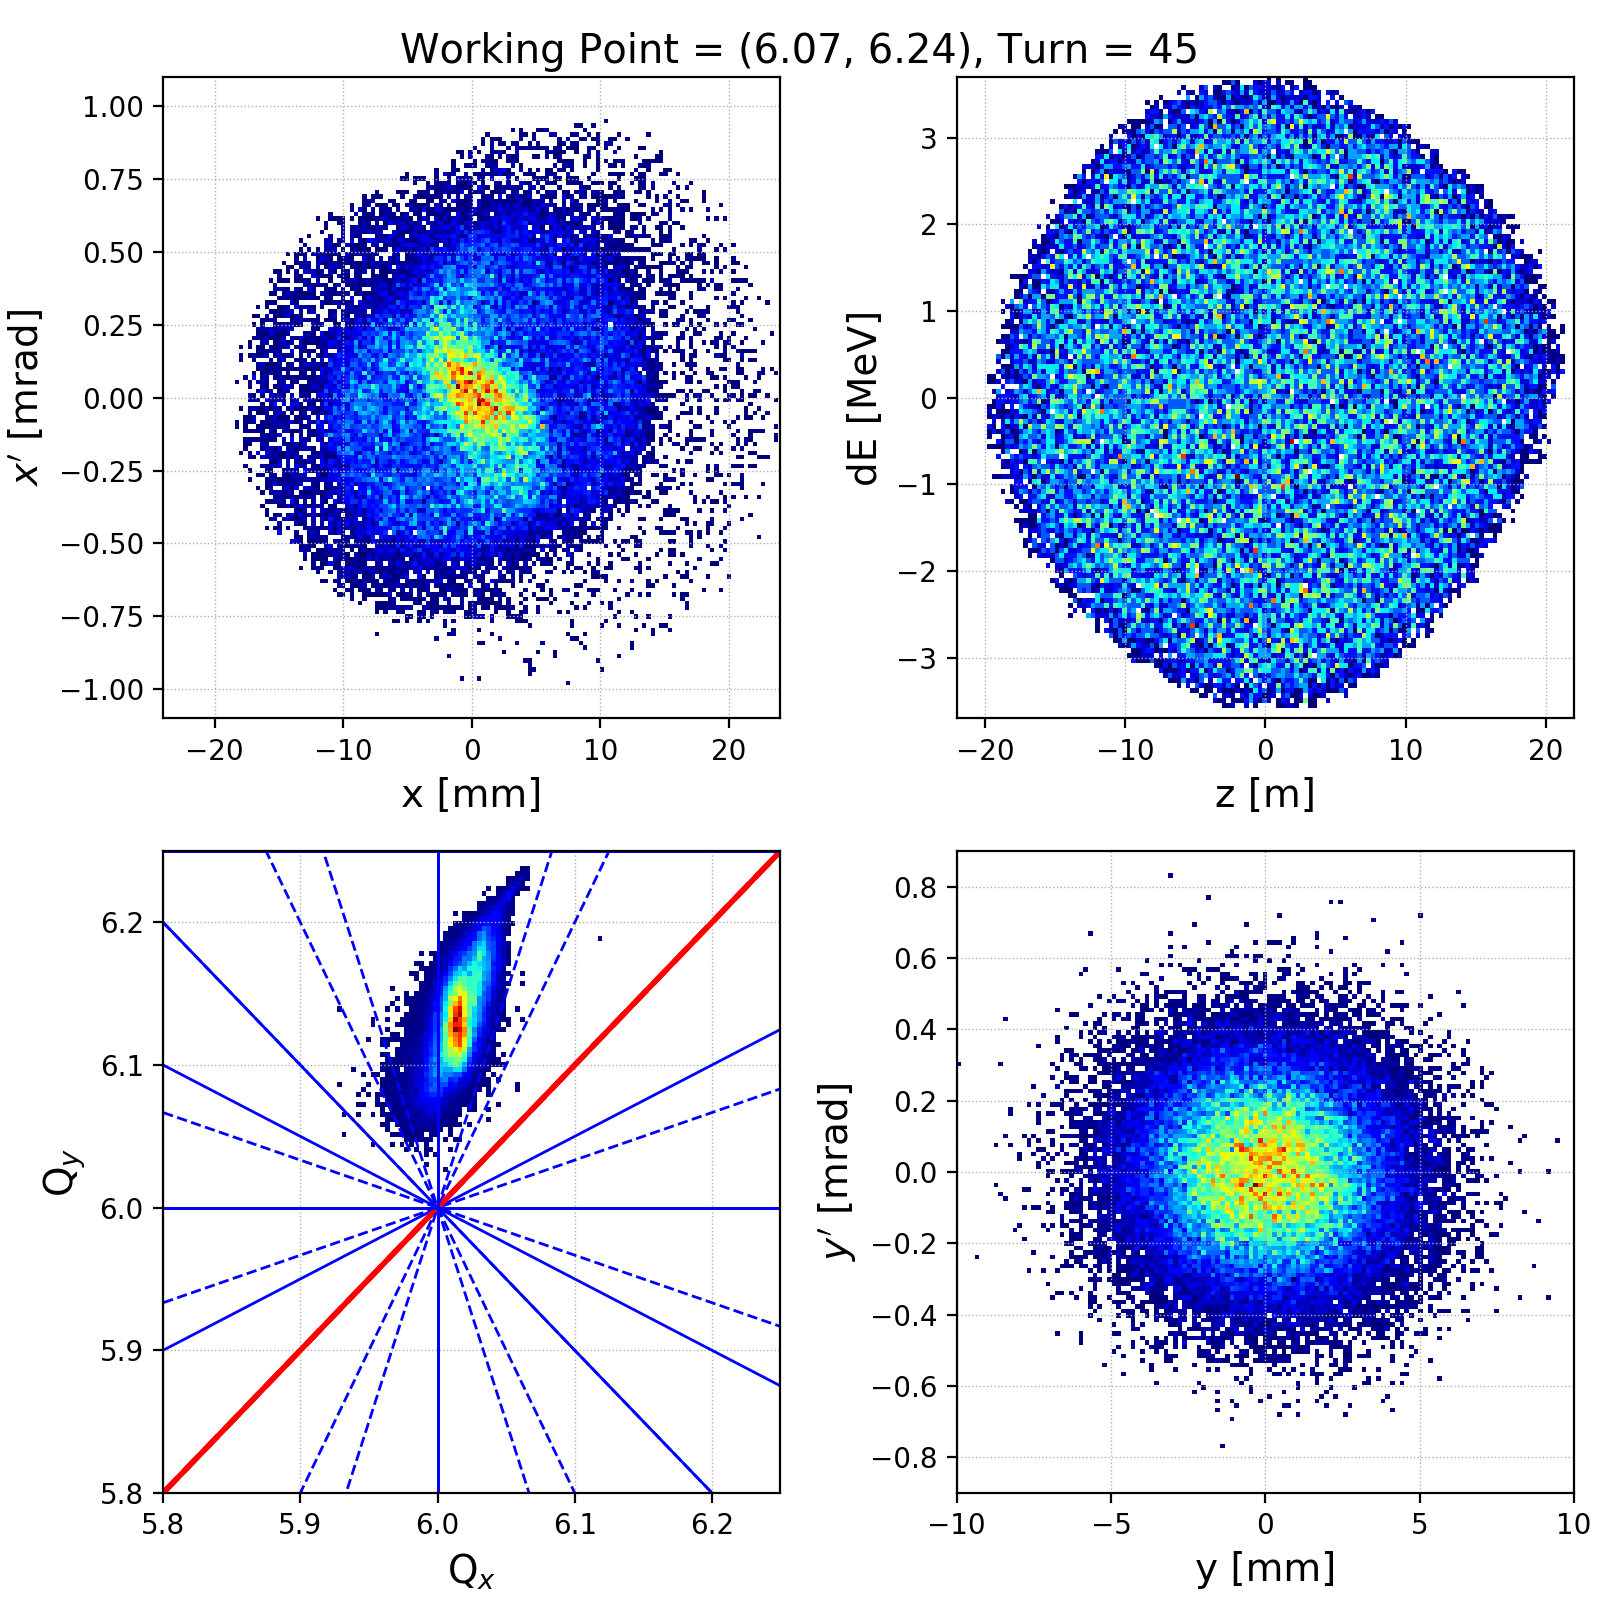 Working Point = (6.07, 6.24), Turn = 45
1.00
0.75
0.50
0.25
0.00
−0.25
−0.50
−0.75
−1.00
x′ [mrad]
−20 −10 0 10 20
x [mm]
3
2
1
0
−1
−2
−3
dE [MeV]
−20 −10 0 10 20
z [m]
6.2
6.1
6.0
5.9
5.8
Qy
5.8 5.9 6.0 6.1 6.2
Qx
0.8
0.6
0.4
0.2
0.0
−0.2
−0.4
−0.6
−0.8
y′ [mrad]
−10 −5 0 5 10
y [mm]